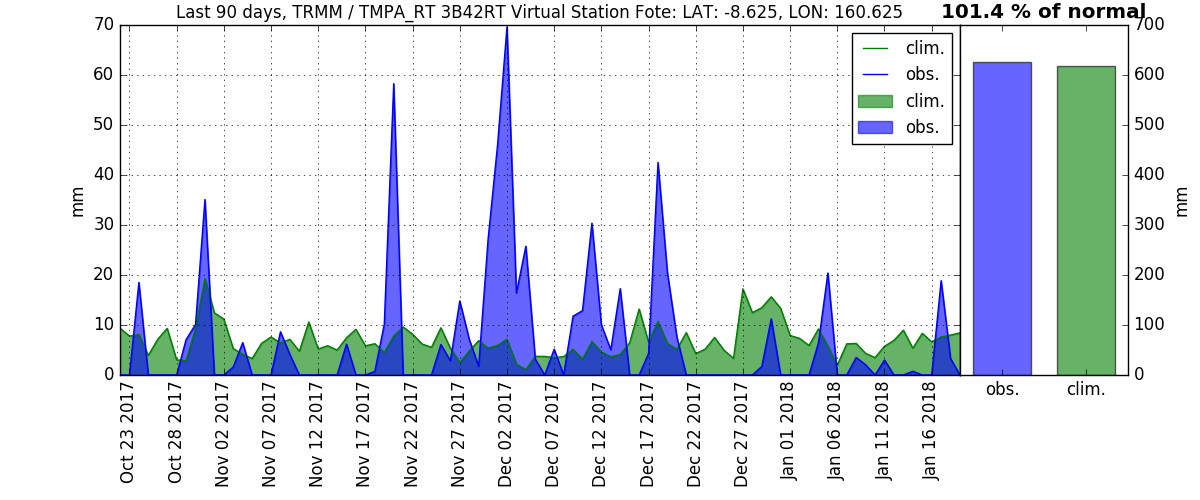 Last 90 days, TRMM / TMPA_RT 3B42RT Virtual Station Fote: LAT: -8.625, LON: 160.625
101.4 % of normal
70
60
50
40
30
20
10
0
mm
clim.
obs.
clim.
obs.
700
600
500
400
300
200
100
0
mm
obs.
clim.
Oct 23 2017
Oct 28 2017
Nov 02 2017
Nov 07 2017
Nov 12 2017
Nov 17 2017
Nov 22 2017
Nov 27 2017
Dec 02 2017
Dec 07 2017
Dec 12 2017
Dec 17 2017
Dec 22 2017
Dec 27 2017
Jan 01 2018
Jan 06 2018
Jan 11 2018
Jan 16 2018